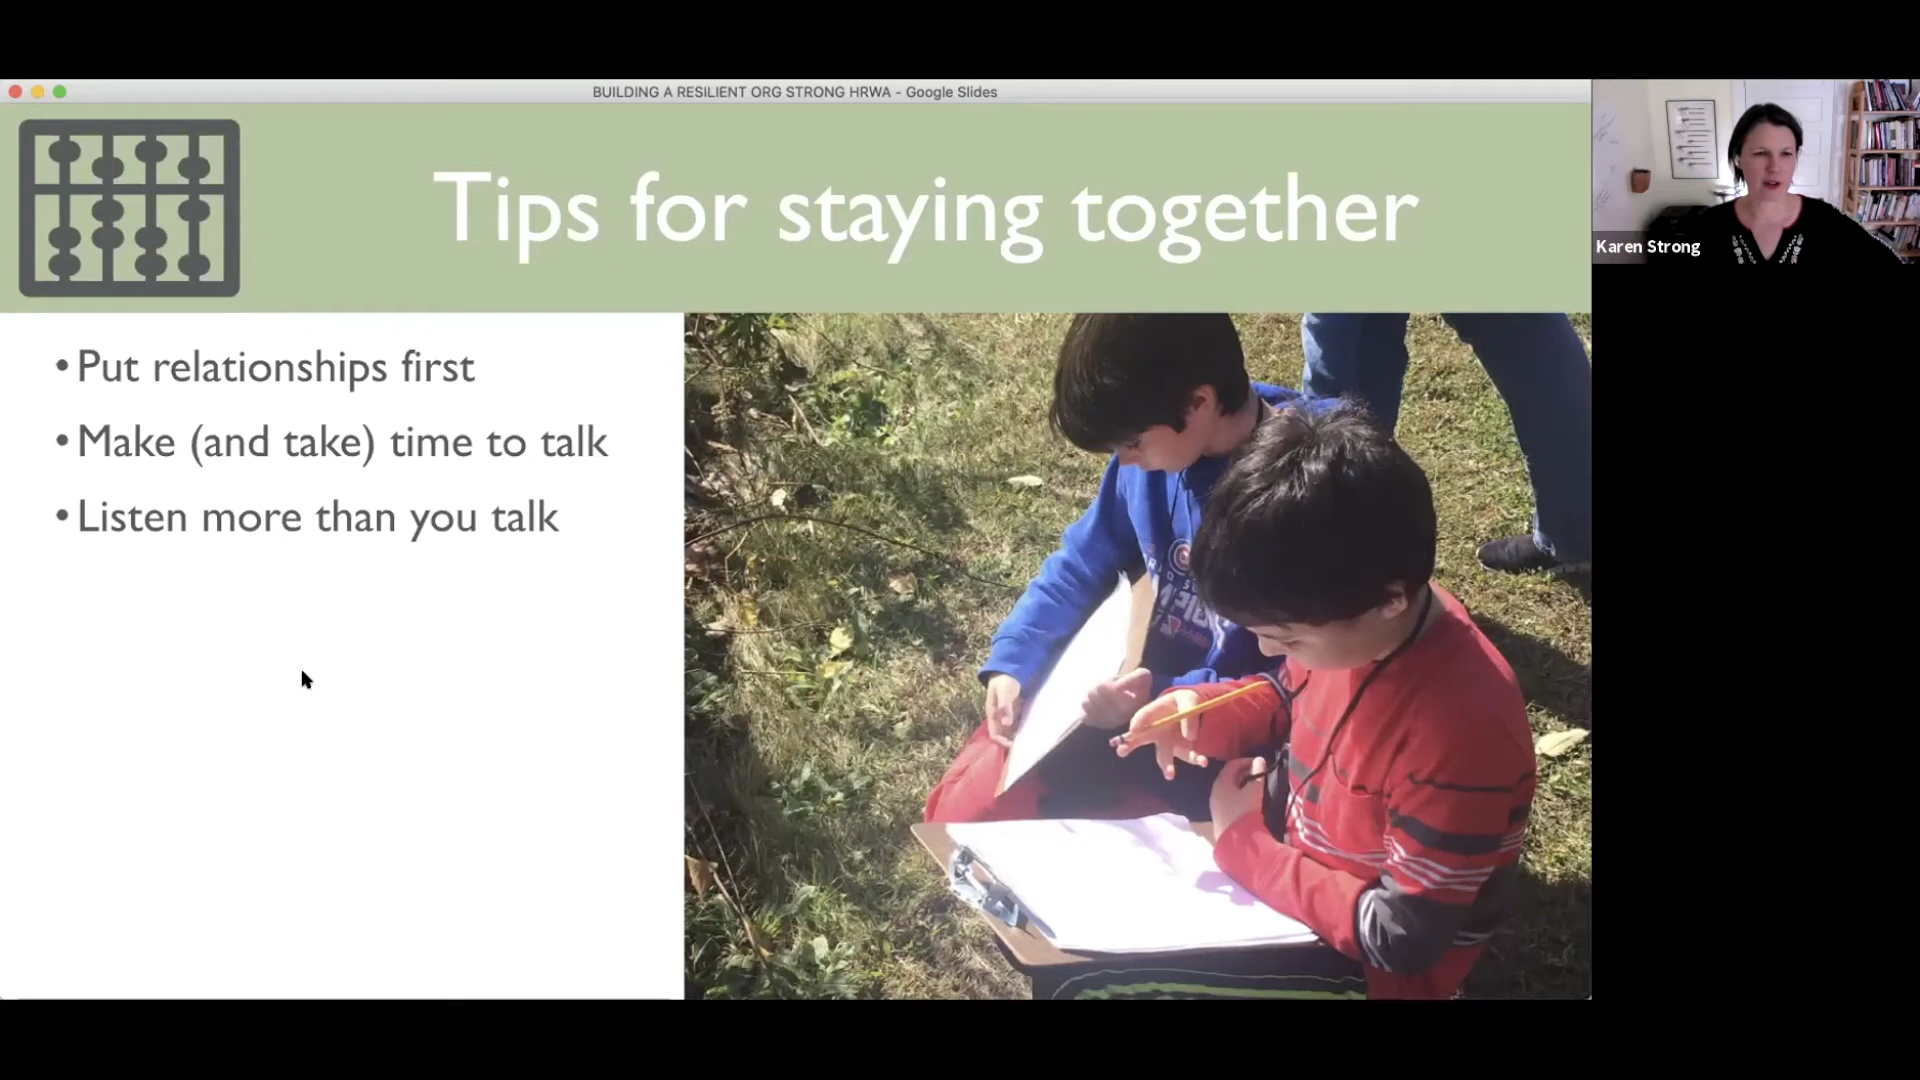 BUILDING A RESILIENT ORG STRONG HRWA - Google Slides
Tips for staying together
Karen Strong
• Put relationships first
• Make (and take) time to talk
• Listen more than you talk